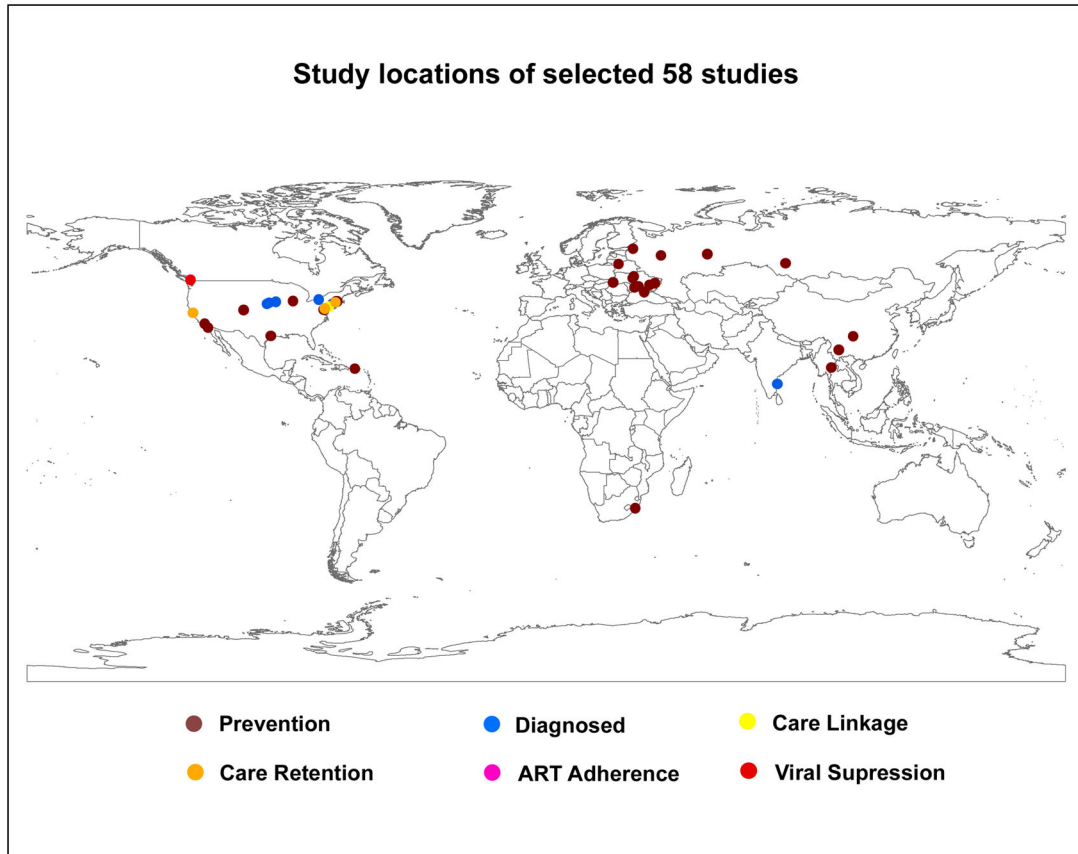 Study locations of selected 58 studies
Prevention
Diagnosed
Care Linkage
Care Retention
ART Adherence
Viral Supression